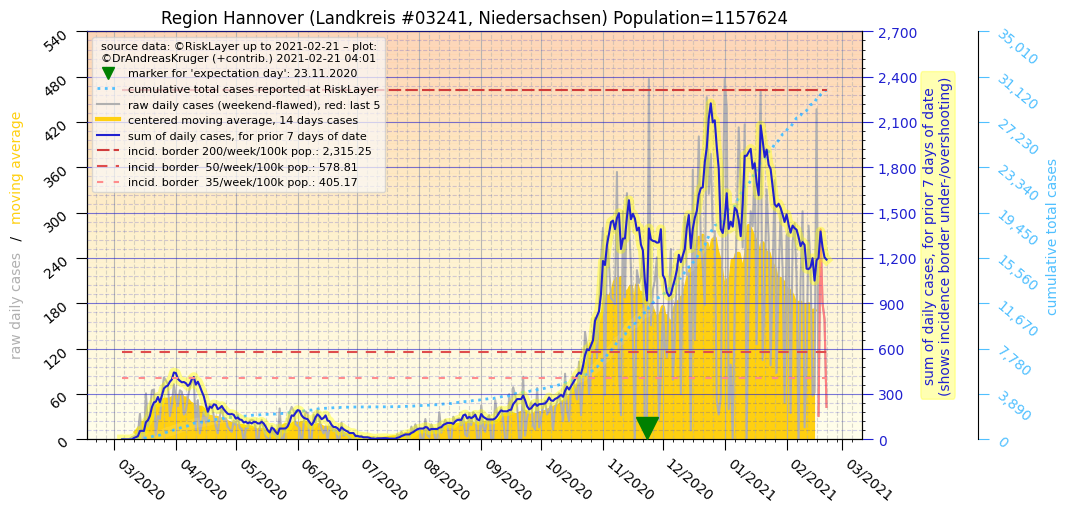 Region Hannover (Landkreis #03241, Niedersachsen) Population=1157624
source data: ©RiskLayer up to 2021-02-21 – plot:
©DrAndreasKruger (+contrib.) 2021-02-21 04:01
marker for 'expectation day': 23.11.2020
cumulative total cases reported at RiskLayer
raw daily cases (weekend-flawed), red: last 5
centered moving average, 14 days cases
sum of daily cases, for prior 7 days of date
incid. border 200/week/100k pop.: 2,315.25
incid. border  50/week/100k pop.: 578.81
incid. border  35/week/100k pop.: 405.17
raw daily cases / moving average
540
480
420
360
300
240
180
120
60
0
2,700
2,400
2,100
1,800
1,500
1,200
900
600
300
0
sum of daily cases, for prior 7 days of date
(shows incidence border under-/overshooting)
35,010
31,120
27,230
23,340
19,450
15,560
11,670
7,780
3,890
0
cumulative total cases
03/2020
04/2020
05/2020
06/2020
07/2020
08/2020
09/2020
10/2020
11/2020
12/2020
01/2021
02/2021
03/2021